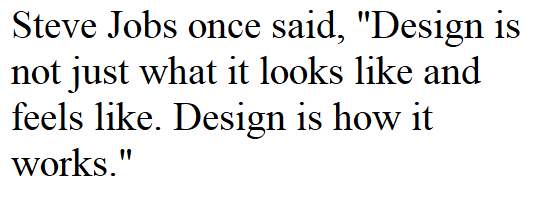 Steve Jobs once said, "Design is
not just what it looks like and
feels like. Design is how it
works."